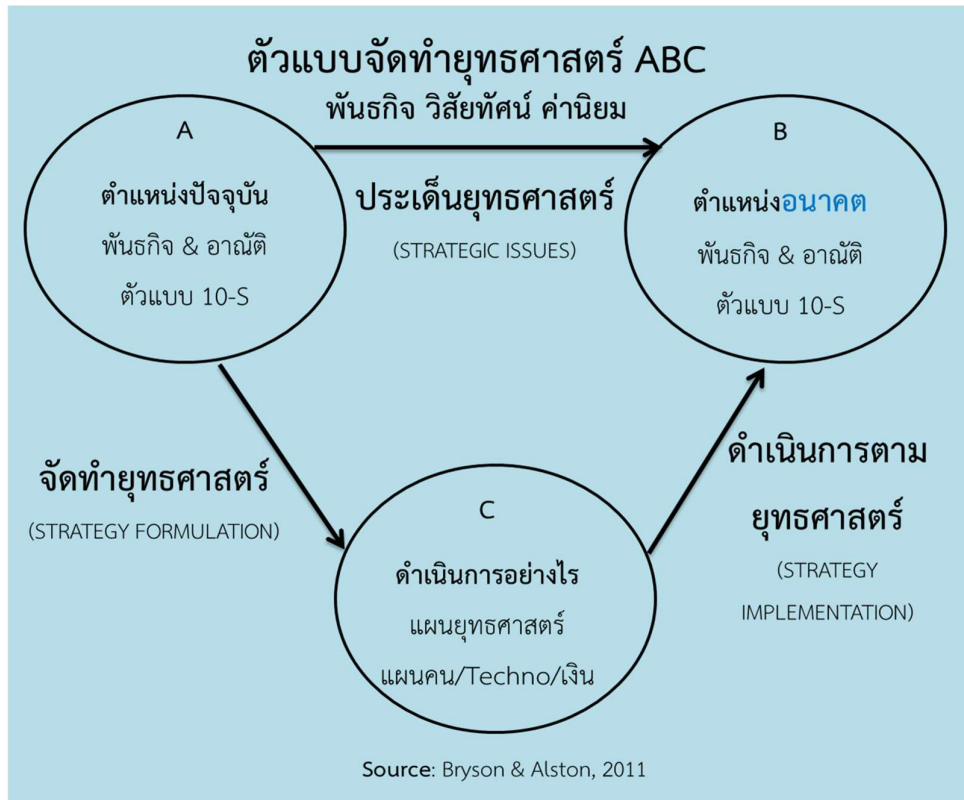 ตัวแบบจัดทำยุทธศาสตร์ ABC
พันธกิจ วิสัยทัศน์ ค่านิยม
A
ตำแหน่งปัจจุบัน
พันธกิจ & อาณัติ
ตัวแบบ 10-S
ประเด็นยุทธศาสตร์
(STRATEGIC ISSUES)
B
ตำแหน่งอนาคต
พันธกิจ & อาณัติ
ตัวแบบ 10-S
จัดทำยุทธศาสตร์
(STRATEGY FORMULATION)
C
ดำเนินการอย่างไร
แผนยุทธศาสตร์
แผนคน/Techno/เงิน
ดำเนินการตาม
ยุทธศาสตร์
(STRATEGY
IMPLEMENTATION)
Source: Bryson & Alston, 2011